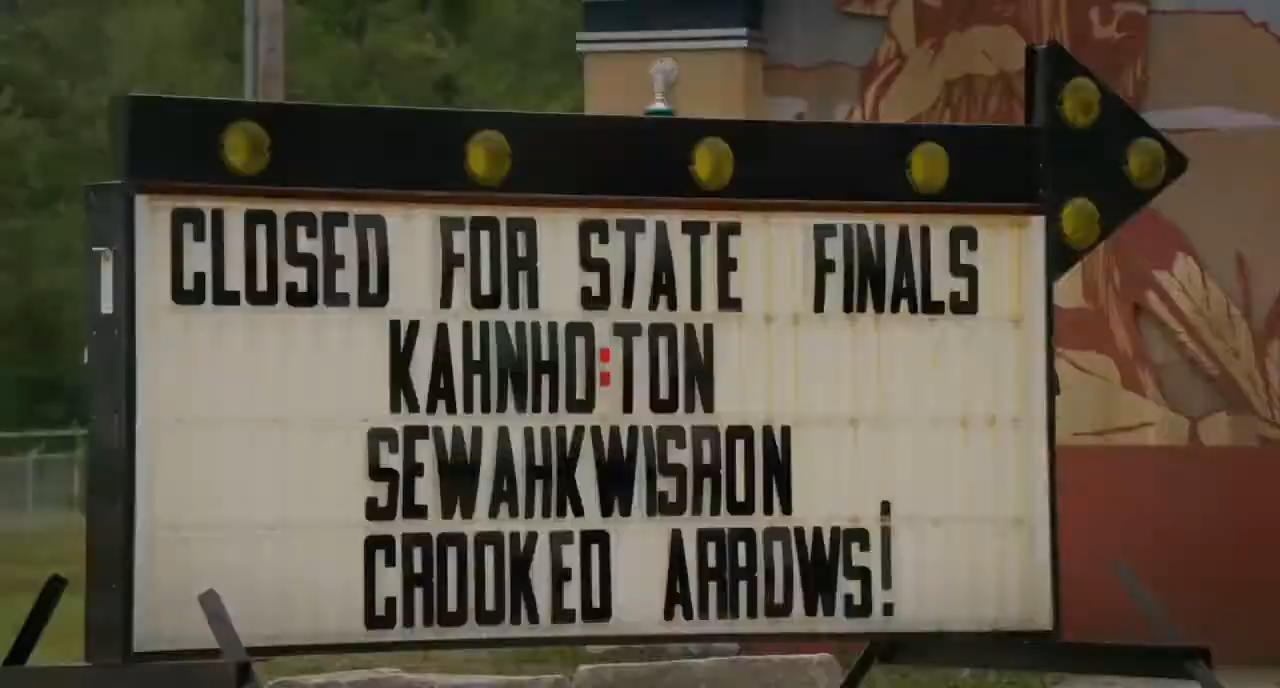 CLOSED FOR STATE FINALS
KAHNHO:TON
SEWAHKWISRON
CROOKED ARROWS!